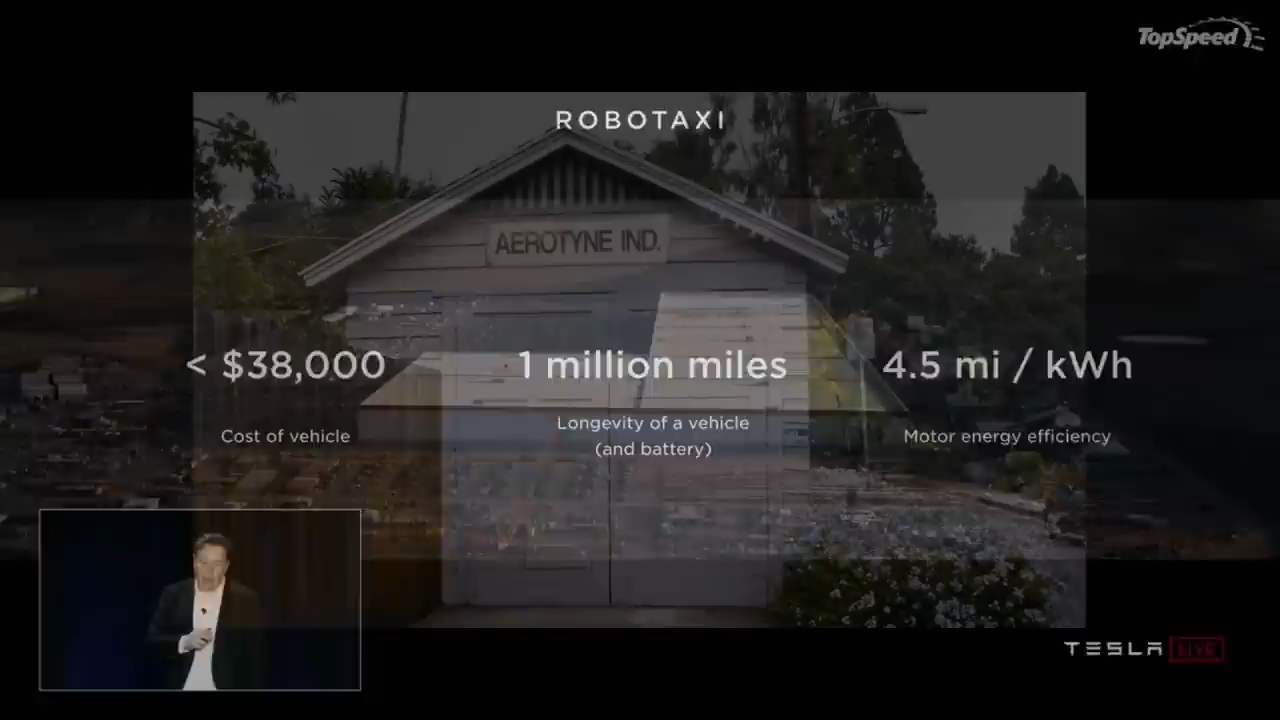 TopSpeed
ROBOTAXI
AEROTYNE IND.
< $38,000
1 million miles
4.5 mi / kWh
Cost of vehicle
Longevity of a vehicle
(and battery)
Motor energy efficiency
TESLA LIVE